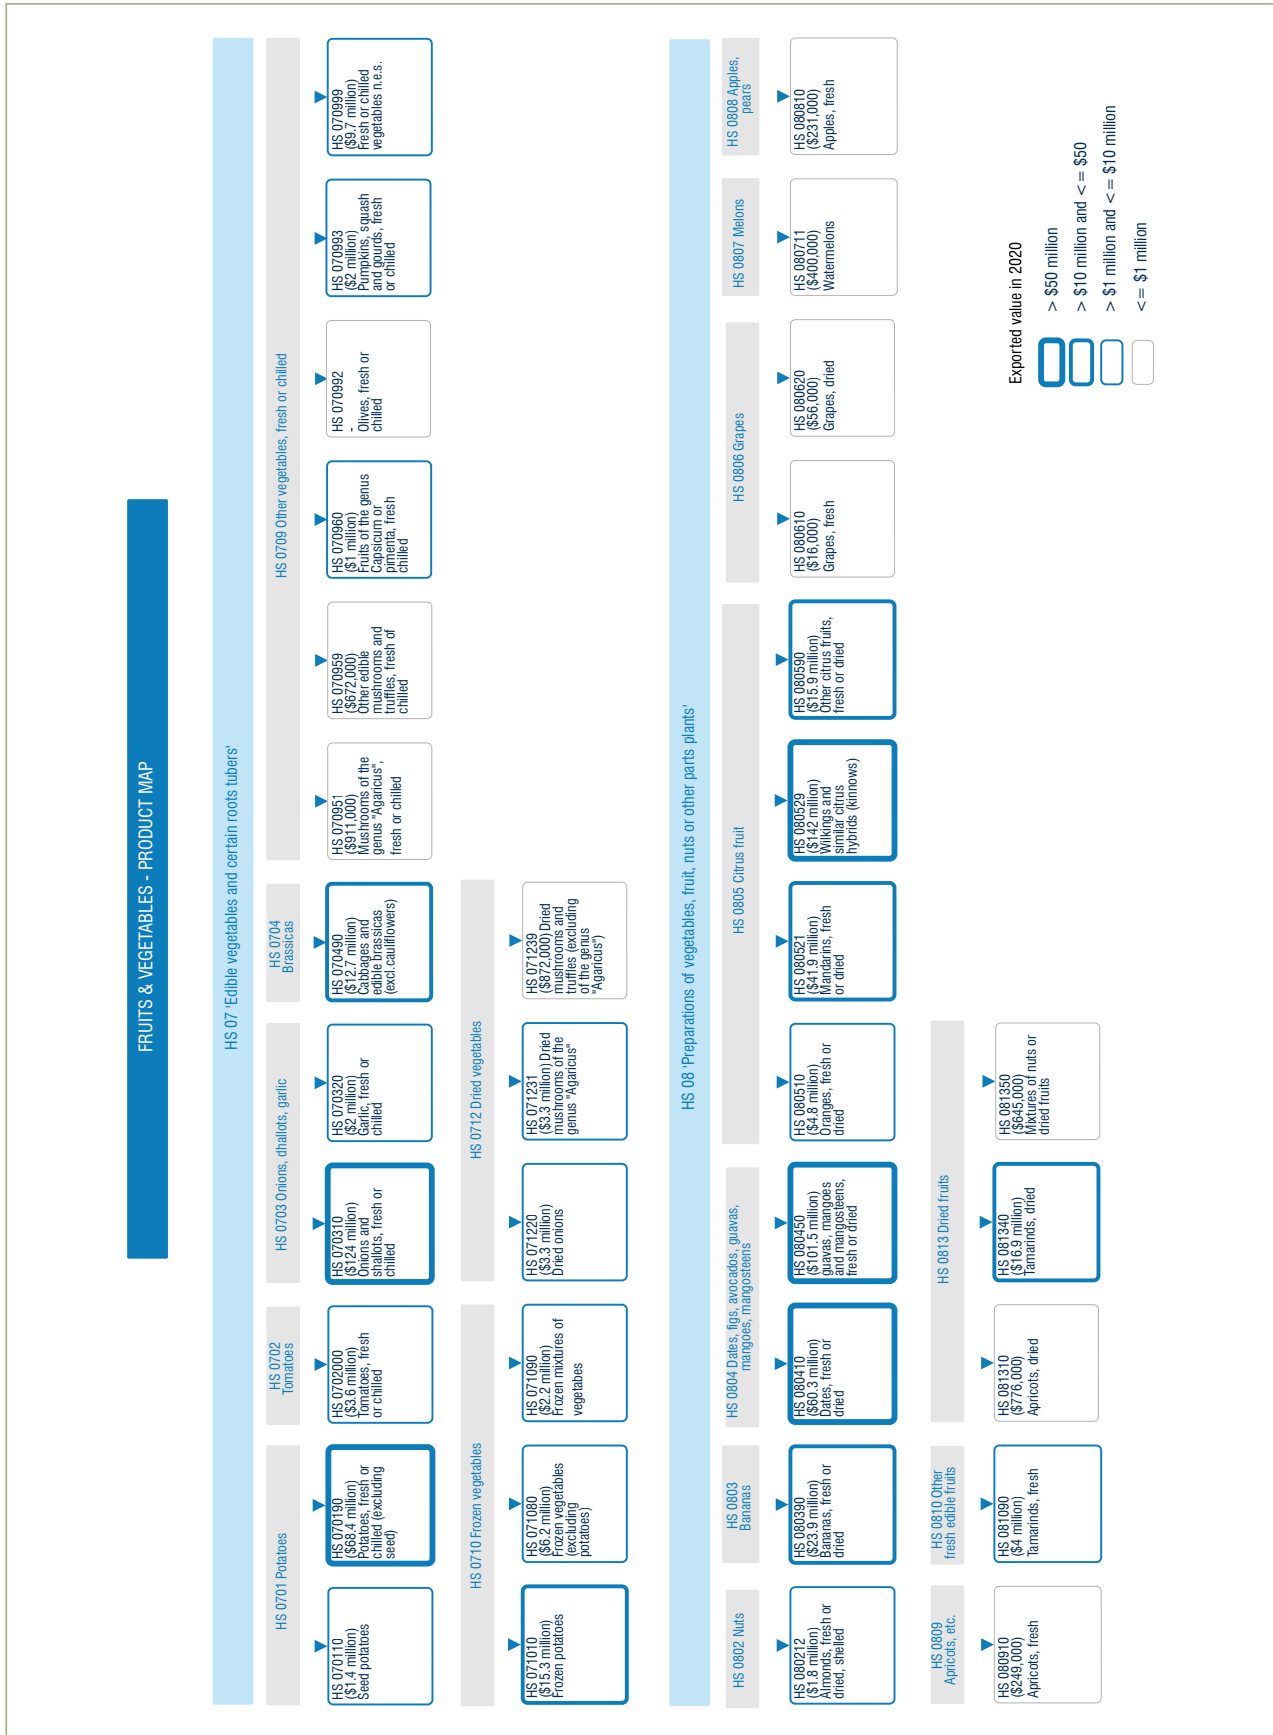 FRUITS & VEGETABLES - PRODUCT MAP
HS 07 'Edible vegetables and certain roots tubers'
HS 0701 Potatoes
HS 0702
Tomatoes
HS 0703 Onions, dhallots, garlic
HS 0704
Brassicas
HS 0709 Other vegetables, fresh or chilled
HS 070110
($1.4 million)
Seed potatoes
HS 070190
($68.4 million)
Potatoes, fresh or
chilled (excluding
seed)
HS 0702000
($3.6 million)
Tomatoes, fresh
or chilled
HS 070310
($124 million)
Onions and
shallots, fresh or
chilled
HS 070320
($2 million)
Garlic, fresh or
chilled
HS 070490
($12.7 million)
Cabbages and
edible brassicas
(excl.cauliflowers)
HS 070951
($911,000)
Mushrooms of the
genus "Agaricus",
fresh or chilled
HS 070959
($672,000)
Other edible
mushrooms and
truffles, fresh of
chilled
HS 070960
($1 million)
Fruits of the genus
Capsicum or
pimenta, fresh
chilled
HS 070992
-
Olives, fresh or
chilled
HS 070993
($2 million)
Pumpkins, squash
and gourds, fresh
or chilled
HS 070999
($9.7 million)
Fresh or chilled
vegetables n.e.s.
HS 0710 Frozen vegetables
HS 0712 Dried vegetables
HS 071010
($15.3 million)
Frozen potatoes
HS 071080
($6.2 million)
Frozen vegetables
(excluding
potatoes)
HS 071090
($2.2 million)
Frozen mixtures of
vegetabes
HS 071220
($3.3 million)
Dried onions
HS 071231
($3.3 million) Dried
mushrooms of the
genus "Agaricus"
HS 071239
($872,000) Dried
mushrooms and
truffles (excluding
of the genus
"Agaricus")
HS 08 'Preparations of vegetables, fruit, nuts or other parts plants'
HS 0802 Nuts
HS 0803
Bananas
HS 0804 Dates, figs, avocados, guavas,
mangoes, mangosteens
HS 0805 Citrus fruit
HS 0806 Grapes
HS 0807 Melons
HS 0808 Apples,
pears
HS 080212
($1.8 million)
Almonds, fresh or
dried, shelled
HS 080390
($23.9 million)
Bananas, fresh or
dried
HS 080410
($60.3 million)
Dates, fresh or
dried
HS 080450
($101.5 million)
guavas, mangoes
and mangosteens,
fresh or dried
HS 080510
($4.8 million)
Oranges, fresh or
dried
HS 080521
($41.9 million)
Mandarins, fresh
or dried
HS 080529
($142 million)
Wilkings and
similar citrus
hybrids (kinnows)
HS 080590
($15.9 million)
Other citrus fruits,
fresh or dried
HS 080610
($16,000)
Grapes, fresh
HS 080620
($56,000)
Grapes, dried
HS 080711
($400,000)
Watermelons
HS 080810
($231,000)
Apples, fresh
HS 0809
Apricots, etc.
HS 0810 Other
fresh edible fruits
HS 0813 Dried fruits
HS 080910
($249,000)
Apricots, fresh
HS 081090
($4 million)
Tamarinds, fresh
HS 081310
($776,000)
Apricots, dried
HS 081340
($16.9 million)
Tamarinds, dried
HS 081350
($645,000)
Mixtures of nuts or
dried fruits
Exported value in 2020
> $50 million
> $10 million and < = $50
> $1 million and < = $10 million
< = $1 million